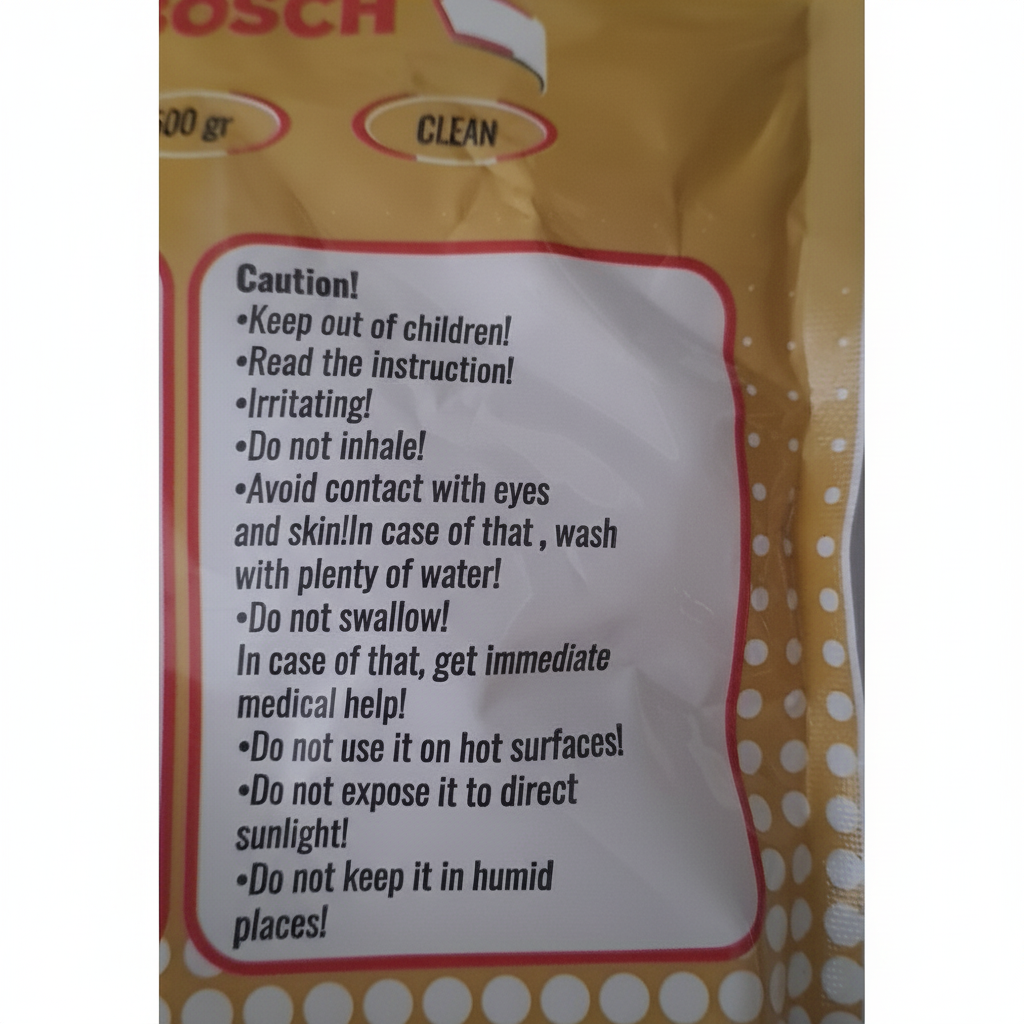 BOSCH
500 gr
CLEAN
Caution!
•Keep out of children!
•Read the instruction!
•Irritating!
•Do not inhale!
•Avoid contact with eyes
and skin!In case of that , wash
with plenty of water!
•Do not swallow!
In case of that, get immediate
medical help!
•Do not use it on hot surfaces!
•Do not expose it to direct
sunlight!
•Do not keep it in humid
places!